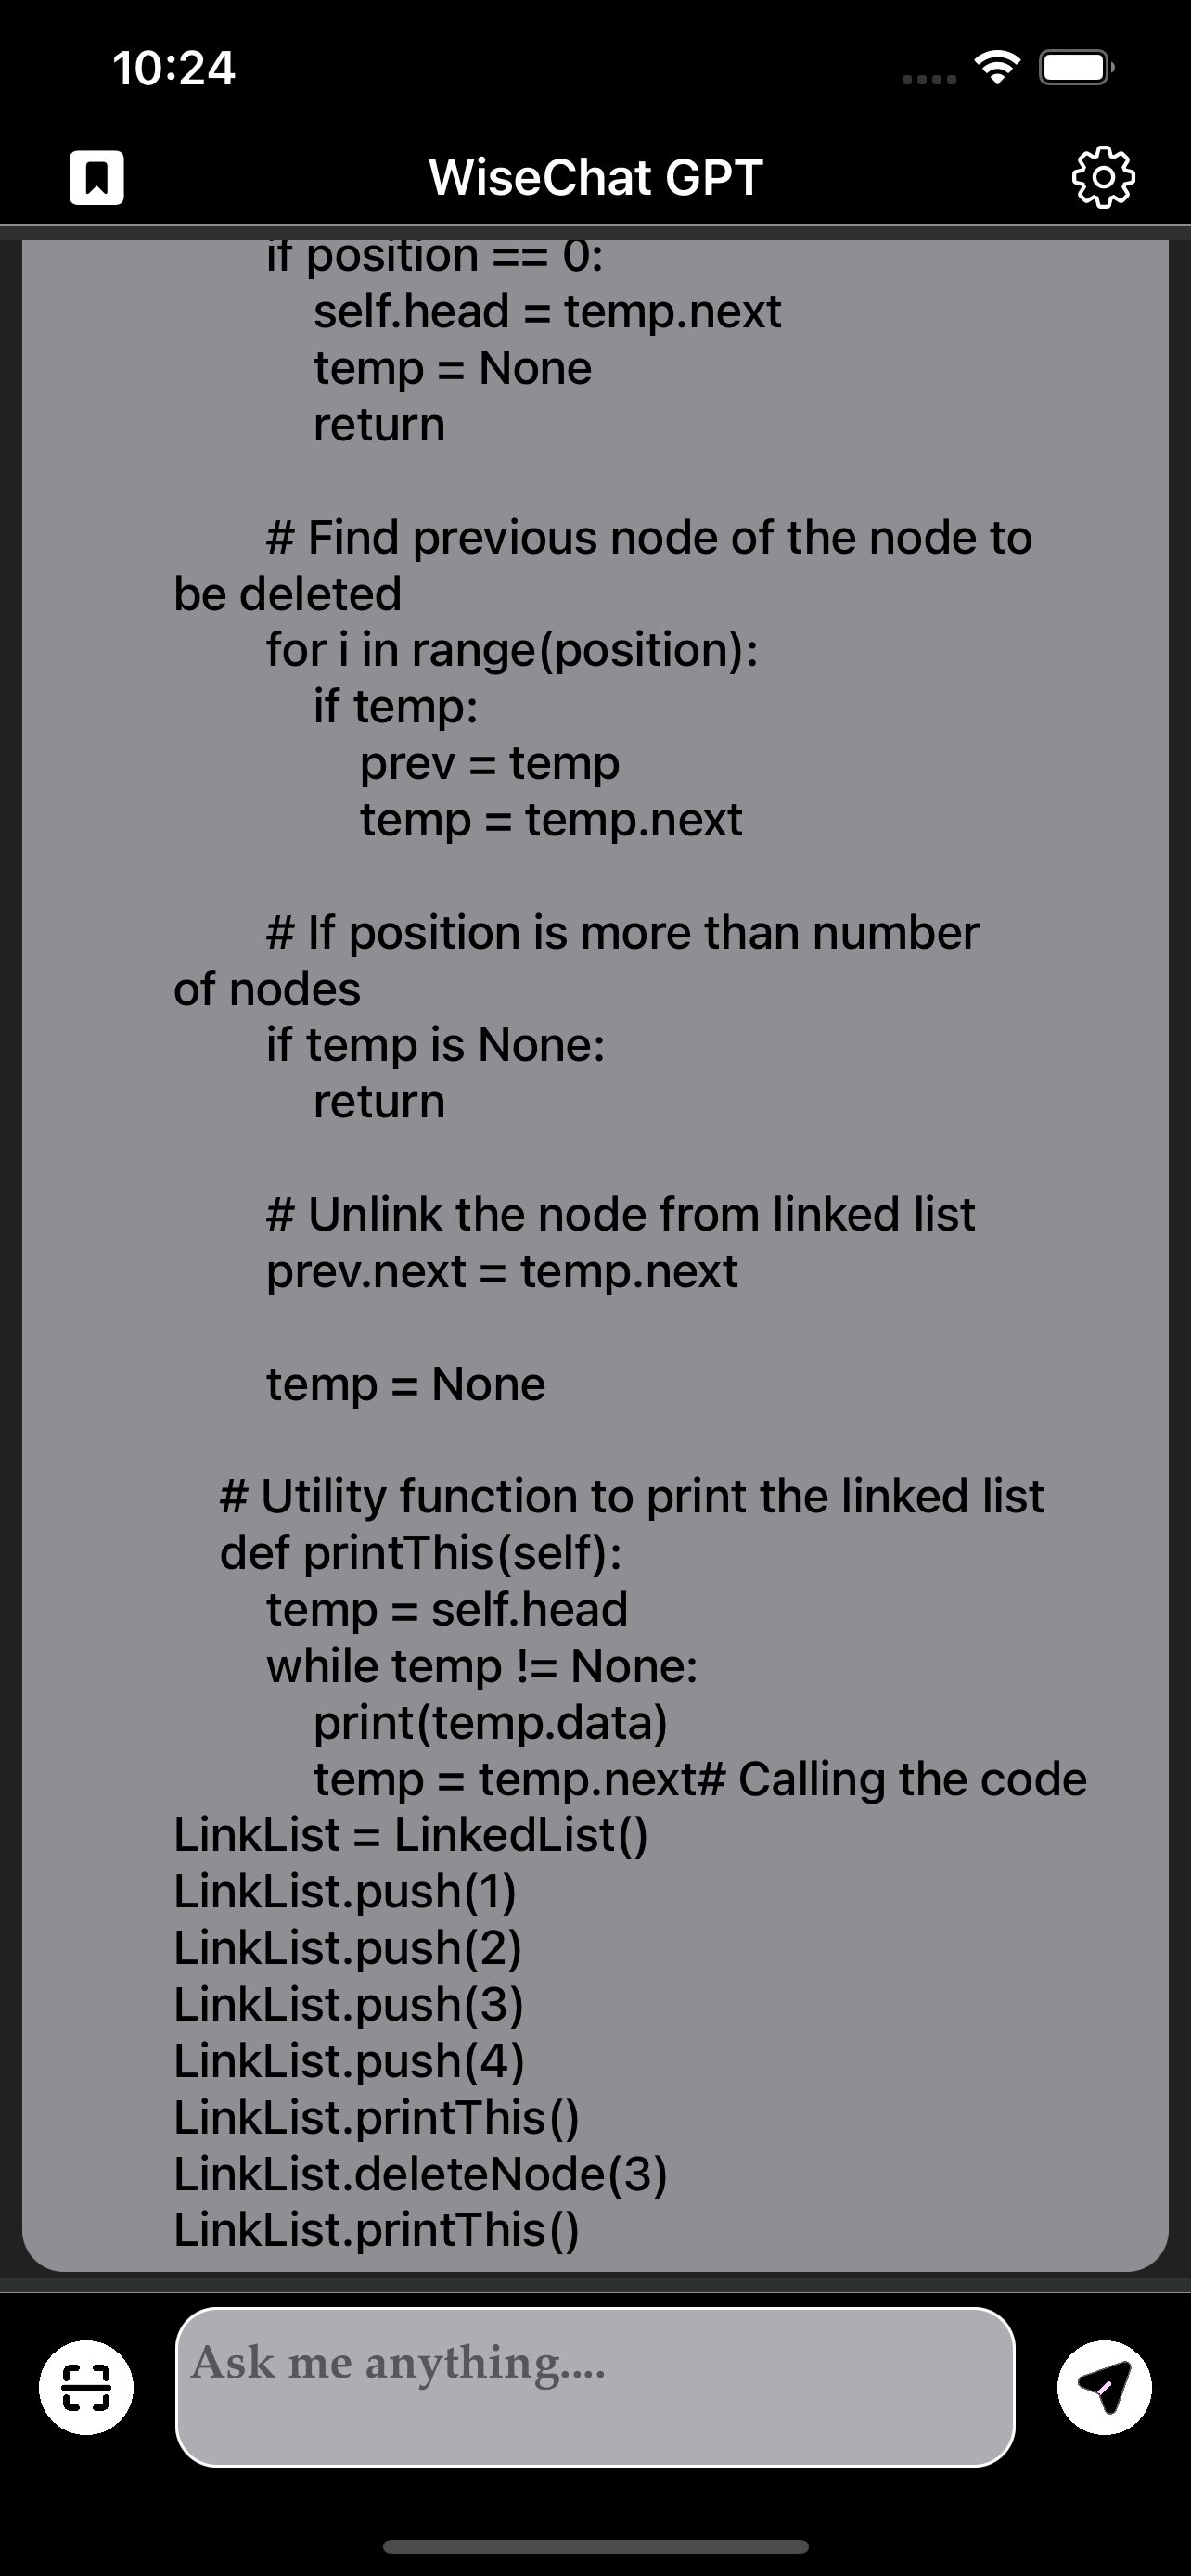 10:24
WiseChat GPT
if position == 0:
self.head = temp.next
temp = None
return
# Find previous node of the node to
be deleted
for i in range(position):
if temp:
prev = temp
temp = temp.next
# If position is more than number
of nodes
if temp is None:
return
# Unlink the node from linked list
prev.next = temp.next
temp = None
# Utility function to print the linked list
def printThis(self):
temp = self.head
while temp != None:
print(temp.data)
temp = temp.next# Calling the code
LinkList = LinkedList()
LinkList.push(1)
LinkList.push(2)
LinkList.push(3)
LinkList.push(4)
LinkList.printThis()
LinkList.deleteNode(3)
LinkList.printThis()
Ask me anything....